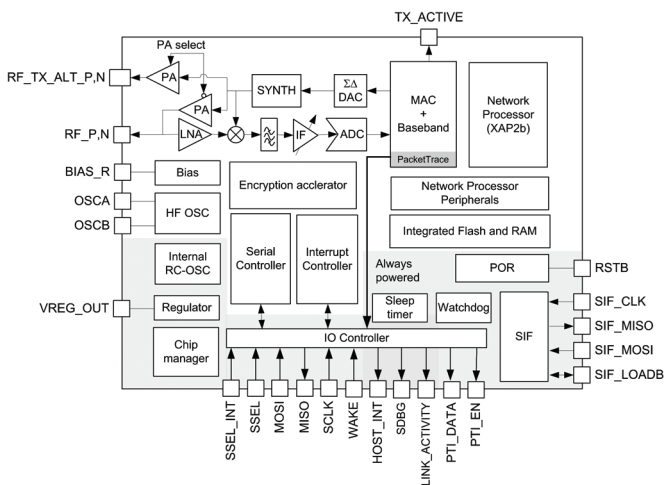 TX_ACTIVE
PA select
RF_TX_ALT_P,N
PA
SYNTH
ΣΔ
DAC
MAC
+
Baseband
Network
Processor
(XAP2b)
PA
RF_P,N
LNA
IF
ADC
PacketTrace
BIAS_R
Bias
Encryption acclerator
Network Processor
Peripherals
OSCA
HF OSC
OSCB
Serial
Controller
Interrupt
Controller
Integrated Flash and RAM
Internal
RC-OSC
Always
powered
POR
RSTB
VREG_OUT
Regulator
Sleep
timer
Watchdog
SIF
SIF_CLK
SIF_MISO
SIF_MOSI
SIF_LOADB
Chip
manager
IO Controller
SSEL_INT
SSEL
MOSI
MISO
SCLK
WAKE
HOST_INT
SDBG
LINK_ACTIVITY
PTI_DATA
PTI_EN